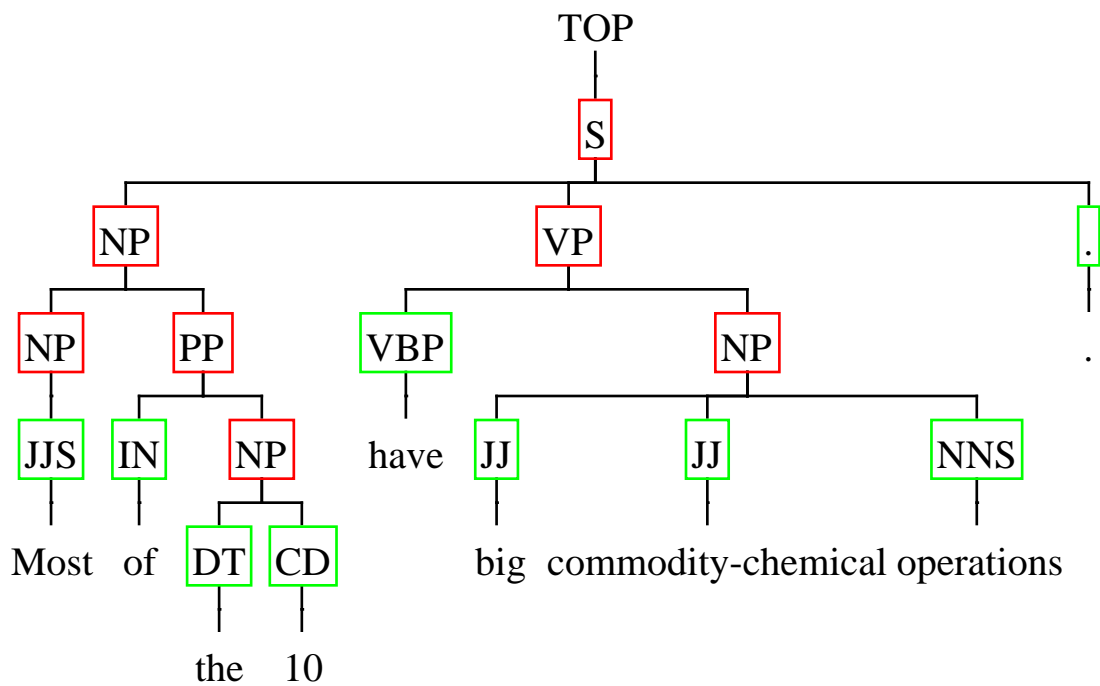 TOP
S
NP VP .
NP PP VBP NP .
JJS IN NP have JJ JJ NNS
Most of DT CD big commodity-chemical operations
the 10